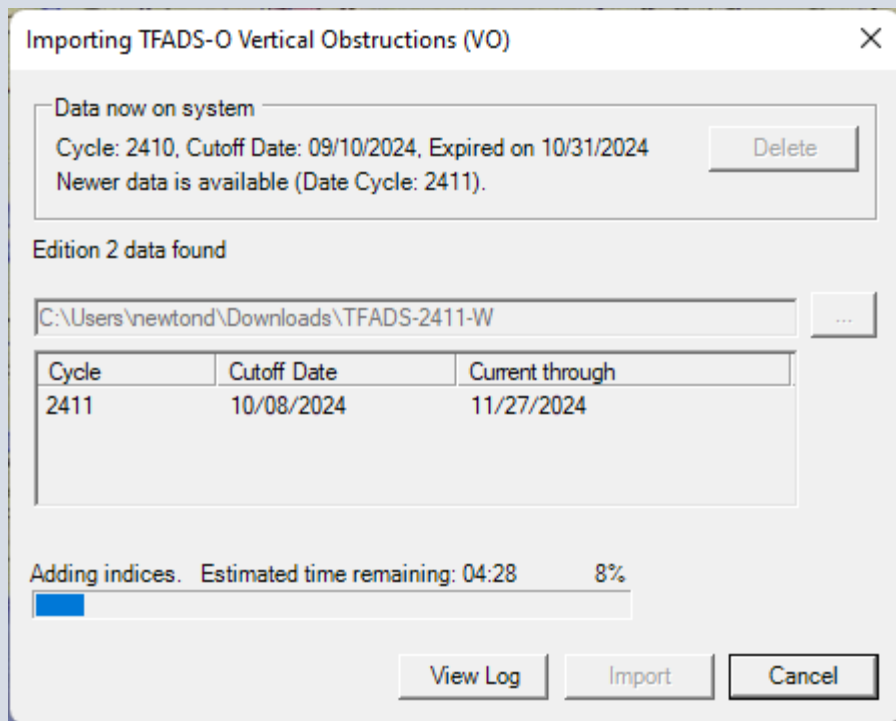 Importing TFADS-O Vertical Obstructions (VO)
Data now on system
Cycle: 2410, Cutoff Date: 09/10/2024, Expired on 10/31/2024
Delete
Newer data is available (Date Cycle: 2411).
Edition 2 data found
C:\Users\newtond\Downloads\TFADS-2411-W
...
Cycle Cutoff Date Current through
2411 10/08/2024 11/27/2024
Adding indices. Estimated time remaining: 04:28 8%
View Log Import Cancel